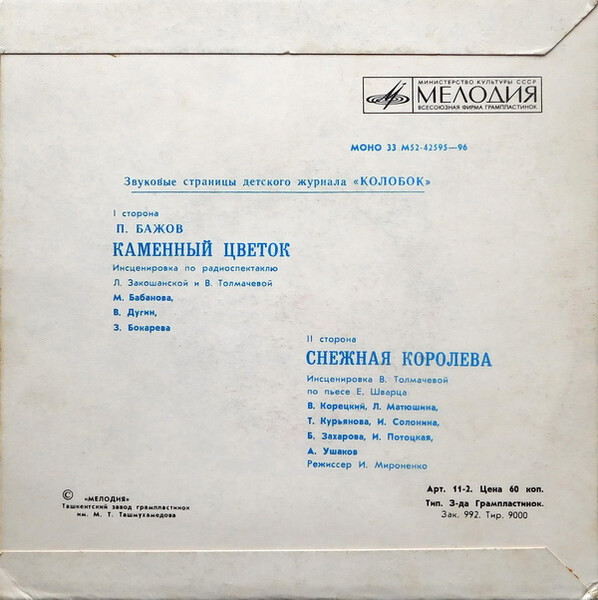 МИНИСТЕРСТВО КУЛЬТУРЫ СССР
МЕЛОДИЯ
ВСЕСОЮЗНАЯ ФИРМА ГРАМПЛАСТИНОК
МОНО 33 М52-42595—96
Звуковые страницы детского журнала «КОЛОБОК»
I сторона
П. БАЖОВ
КАМЕННЫЙ ЦВЕТОК
Инсценировка по радиоспектаклю
Л. Закошанской и В. Толмачевой
М. Бабанова,
В. Дугин,
З. Бокарева
II сторона
СНЕЖНАЯ КОРОЛЕВА
Инсценировка В. Толмачевой
по пьесе Е. Шварца
В. Корецкий, Л. Матюшина,
Т. Курьянова, И. Солонина,
Б. Захарова, И. Потоцкая,
А. Ушаков
Режиссер И. Мироненко
© «МЕЛОДИЯ»
Ташкентский завод грампластинок
им. М. Т. Ташмухамедова
Арт. 11-2. Цена 60 коп.
Тип. З-да Грампластинок.
Зак. 992. Тир. 9000